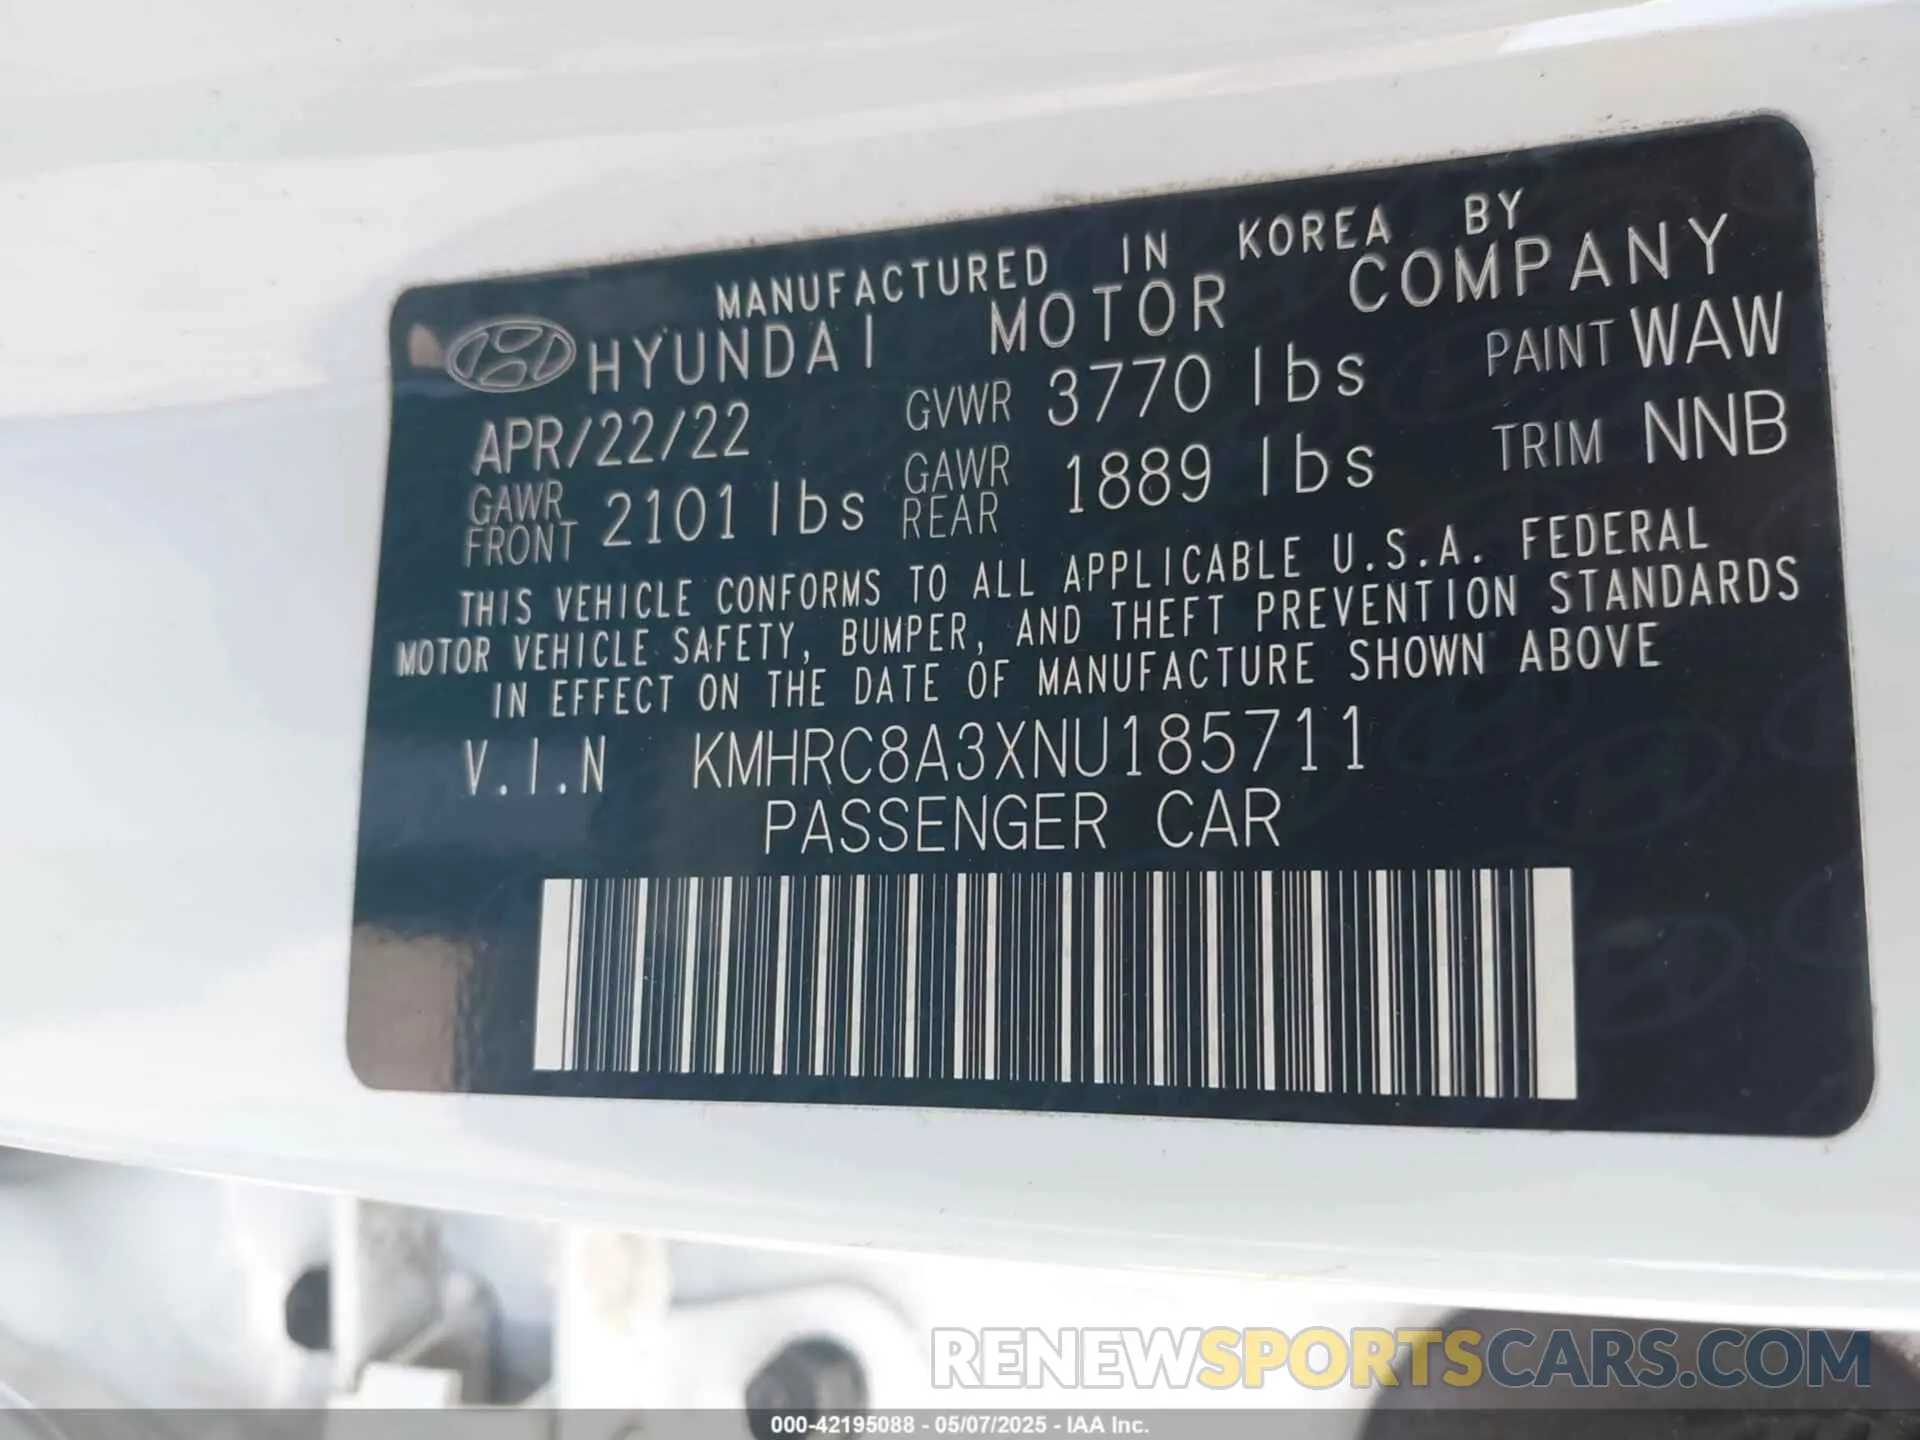 MANUFACTURED IN KOREA BY
HYUNDAI MOTOR COMPANY
APR/22/22 GVWR 3770 lbs PAINT WAW
GAWR FRONT 2101 lbs GAWR REAR 1889 lbs TRIM NNB
THIS VEHICLE CONFORMS TO ALL APPLICABLE U.S.A. FEDERAL
MOTOR VEHICLE SAFETY, BUMPER, AND THEFT PREVENTION STANDARDS
IN EFFECT ON THE DATE OF MANUFACTURE SHOWN ABOVE
V.I.N KMHRC8A3XNU185711
PASSENGER CAR
RENEWSPORTSCARS.COM
000-42195088 - 05/07/2025 - IAA Inc.